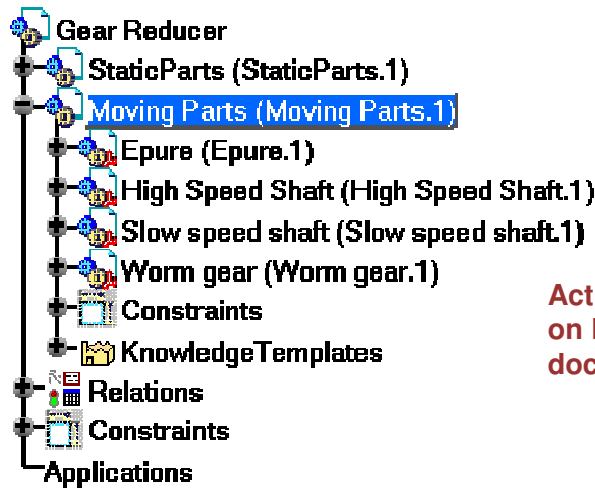 Gear Reducer
StaticParts (StaticParts.1)
Moving Parts (Moving Parts.1)
Epure (Epure.1)
High Speed Shaft (High Speed Shaft.1)
Slow speed shaft (Slow speed shaft.1)
Worm gear (Worm gear.1)
Constraints
KnowledgeTemplates
Relations
Constraints
Applications
Act
on
doc